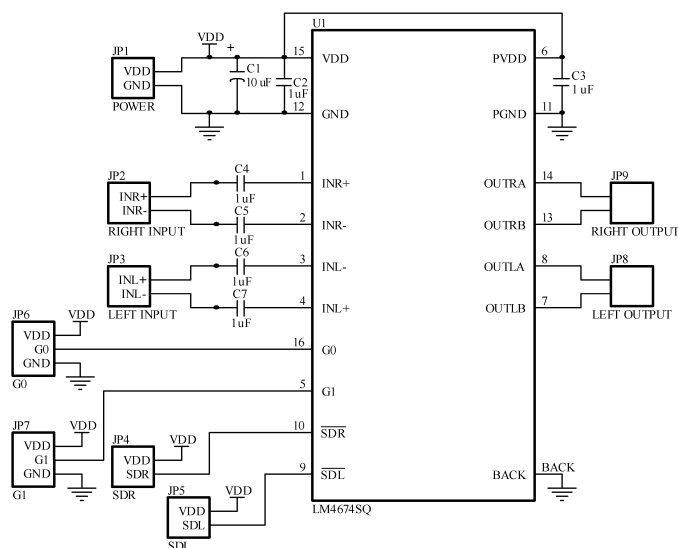 U1
JP1
VDD
GND
POWER
VDD
+
C1
10 uF
C2
1uF
15
VDD
12
GND
PVDD
6
C3
1 uF
PGND
11
JP2
INR+
INR-
RIGHT INPUT
C4
1uF
1
INR+
C5
1uF
2
INR-
OUTRA
14
OUTRB
13
JP9
RIGHT OUTPUT
JP3
INL+
INL-
LEFT INPUT
C6
1uF
3
INL-
C7
1uF
4
INL+
OUTLA
8
OUTLB
7
JP8
LEFT OUTPUT
JP6
VDD
VDD
G0
GND
G0
16
G0
5
G1
JP7
VDD
VDD
G1
GND
G1
JP4
VDD
VDD
SDR
SDR
10
SDR
JP5
VDD
VDD
SDL
SDL
9
SDL
BACK
BACK
LM4674SQ